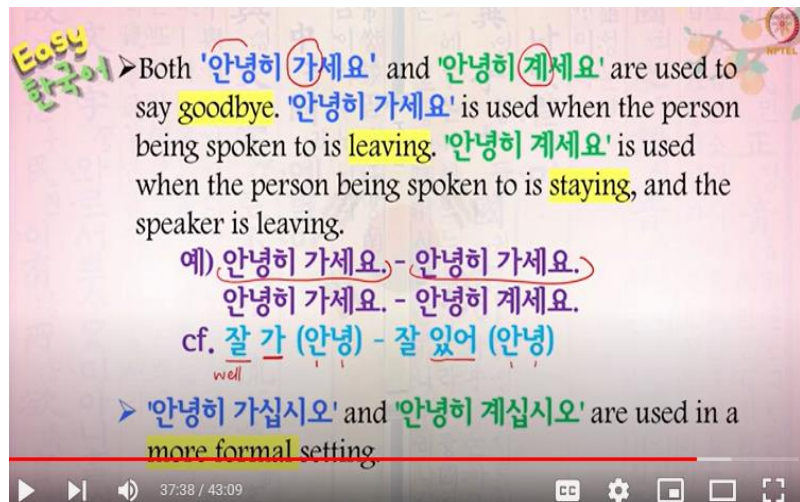 Easy
한국어
NPTEL
➤Both '안녕히 가세요' and '안녕히 계세요' are used to
say goodbye. '안녕히 가세요' is used when the person
being spoken to is leaving. '안녕히 계세요' is used
when the person being spoken to is staying, and the
speaker is leaving.
예) 안녕히 가세요. - 안녕히 가세요.
안녕히 가세요. - 안녕히 계세요.
cf. 잘 가 (안녕) - 잘 있어 (안녕)
well
➤ '안녕히 가십시오' and '안녕히 계십시오' are used in a
more formal setting.
37:38 / 43:09
CC